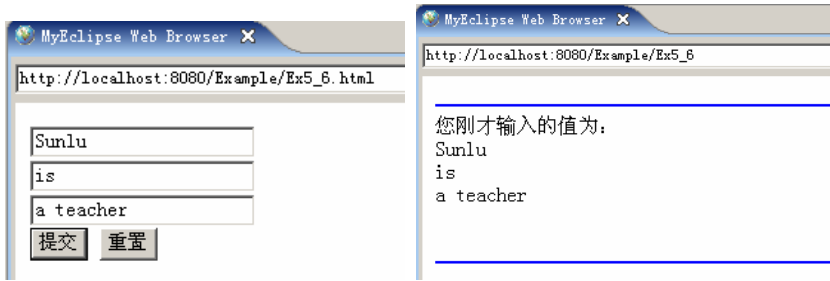 MyEclipse Web Browser
http://localhost:8080/Example/Ex5_6.html
Sunlu
is
a teacher
提交 重置
MyEclipse Web Browser
http://localhost:8080/Example/Ex5_6
您刚才输入的值为:
Sunlu
is
a teacher